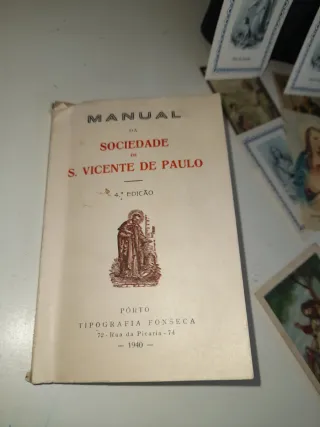 MANUAL
DA
SOCIEDADE
DE
S. VICENTE DE PAULO
4.ª EDIÇÃO
PÔRTO
TIPOGRAFIA FONSECA
72-Rua da Picaria-74
— 1940 —